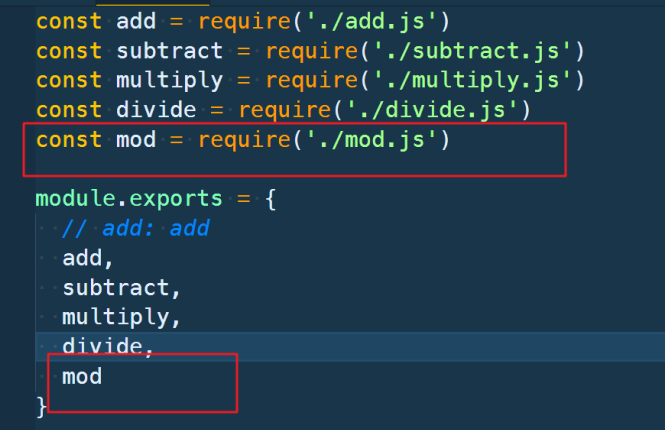 const add = require('./add.js')
const subtract = require('./subtract.js')
const multiply = require('./multiply.js')
const divide = require('./divide.js')
const mod = require('./mod.js')
module.exports = {
// add: add
add,
subtract,
multiply,
divide,
mod
}